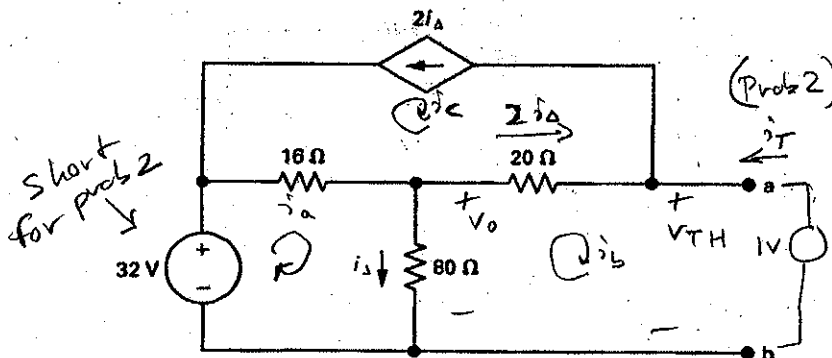 2iΔ
(prob 2)
ic
2iΔ
iT
Short
for prob 2
16 Ω
20 Ω
a
ia
+
Vo
+
VTH
1V
+
32 V
−
iΔ
80 Ω
ib
−
−
b